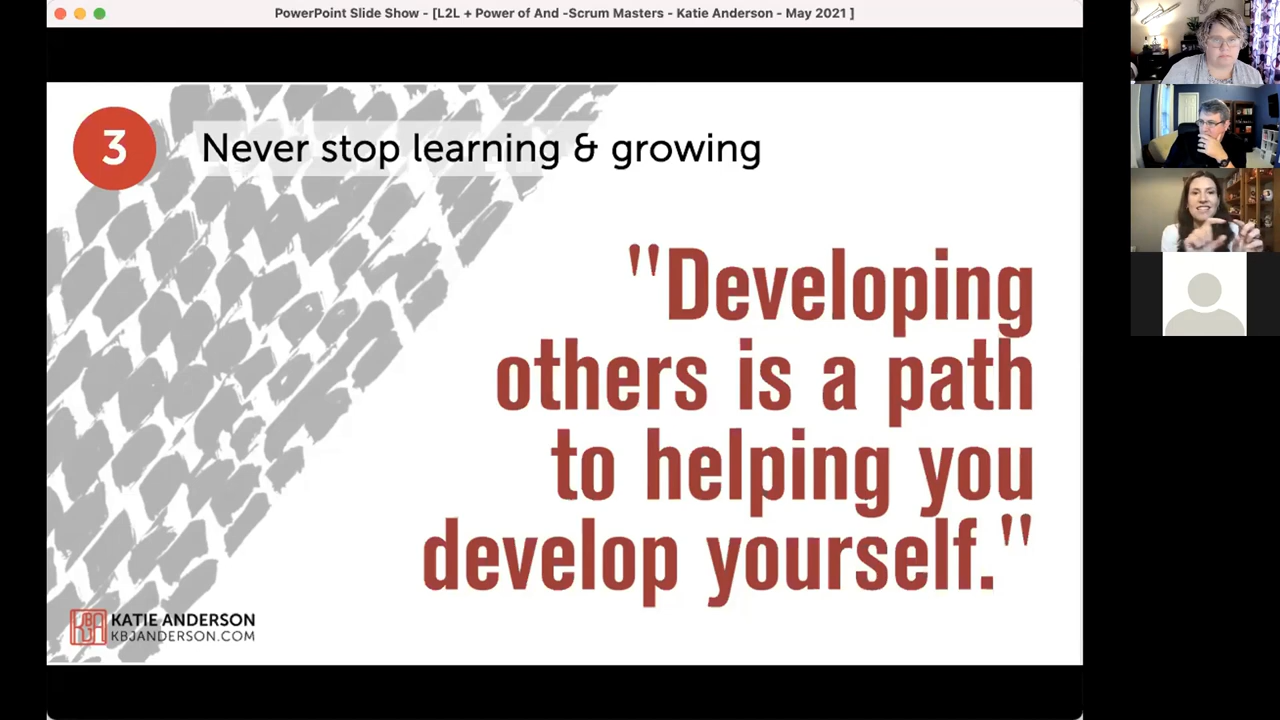 PowerPoint Slide Show - [L2L + Power of And -Scrum Masters - Katie Anderson - May 2021 ]
3
Never stop learning & growing
"Developing
others is a path
to helping you
develop yourself."
KBA
KATIE ANDERSON
KBJANDERSON.COM